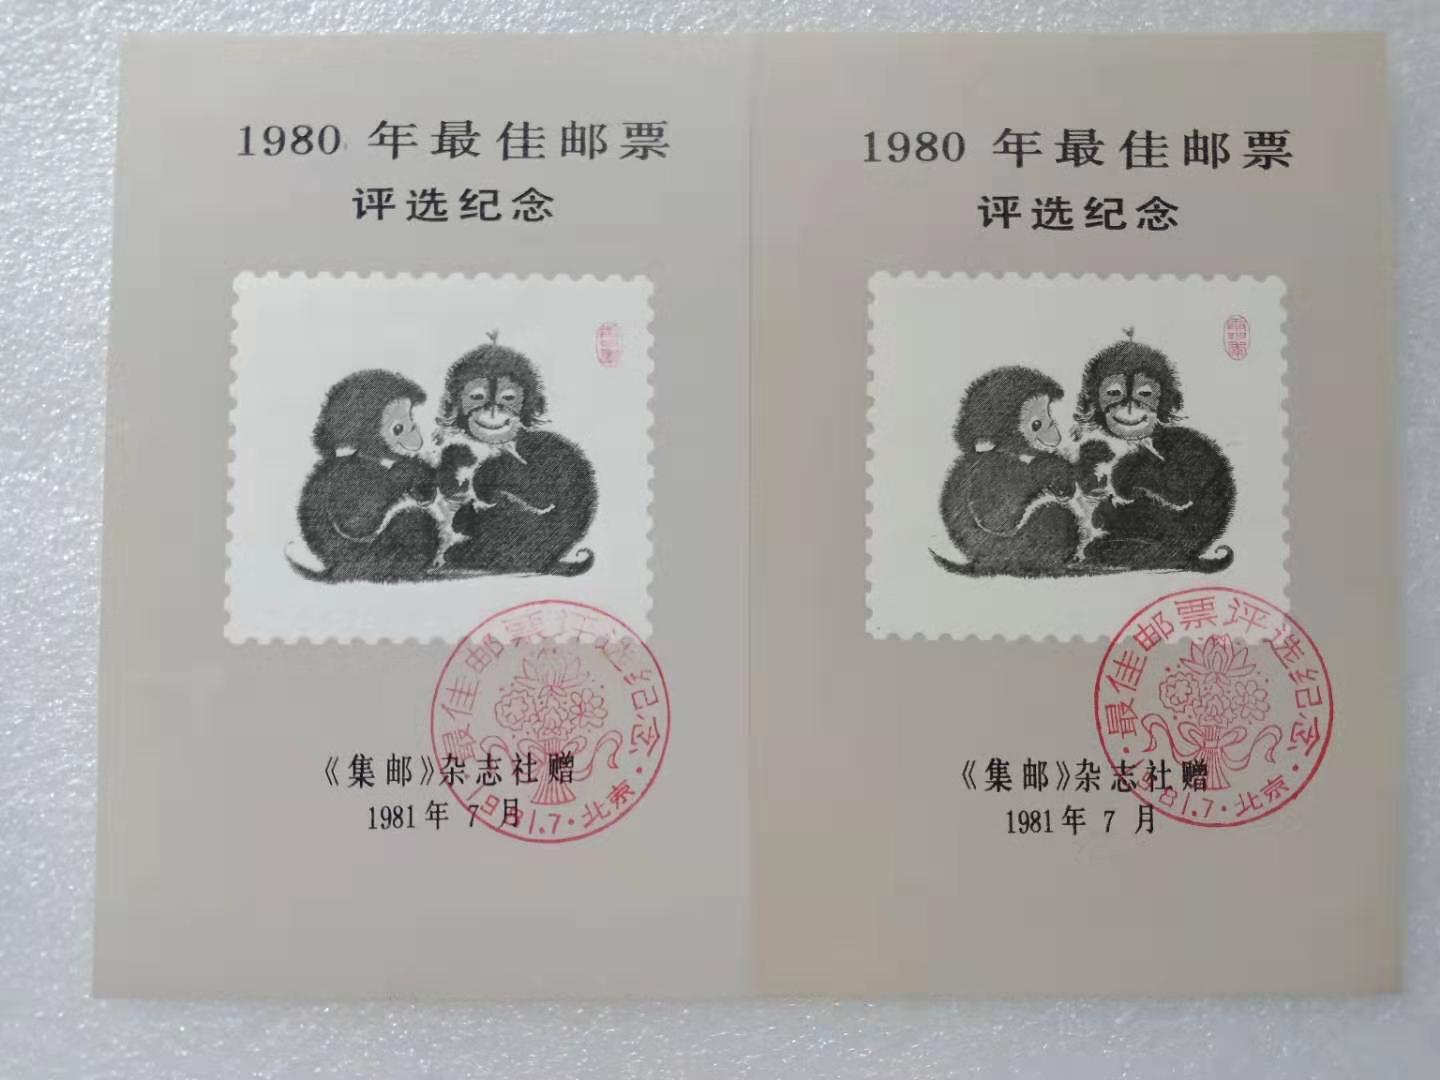 1980 年最佳邮票
评选纪念
《集邮》杂志社赠
1981 年 7 月
最佳邮票评选纪念
1981.7·北京·
1980 年最佳邮票
评选纪念
《集邮》杂志社赠
1981 年 7 月
·最佳邮票评选纪念·
1981.7·北京